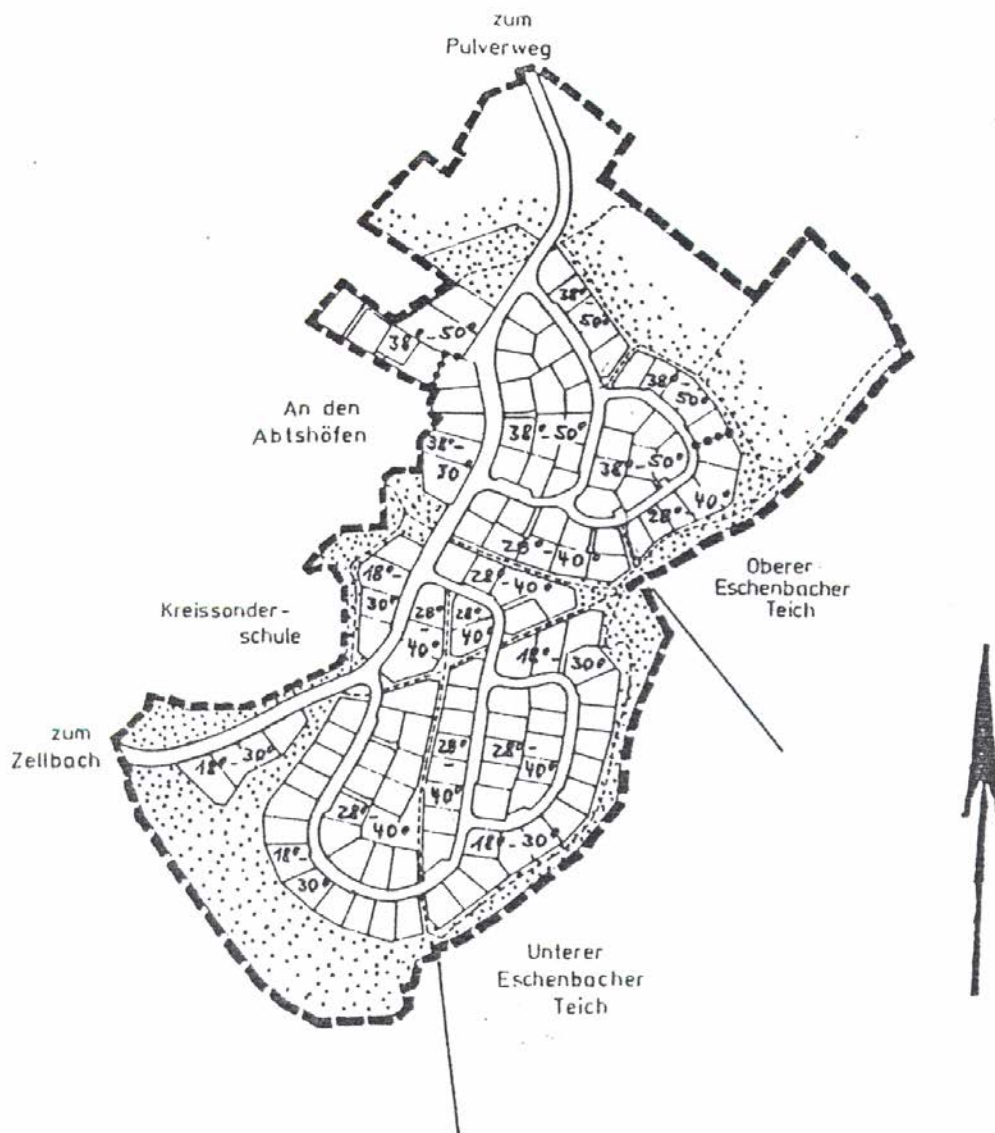 zum
Pulverweg
38°-
50°
38°-50°
38°-
50°
An den
Abtshöfen
38°-50°
38°-
30°
38°-50°
28°-40°
28°-40°
Oberer
Eschenbacher
Teich
18°-
30°
28°-40°
28°
-
40°
28°
40°
Kreissonder-
schule
18°-30°
zum
Zellbach
18°-30°
28°
-
40°
28°-
40°
28°-
40°
18°-30°
18°-
30°
Unterer
Eschenbacher
Teich